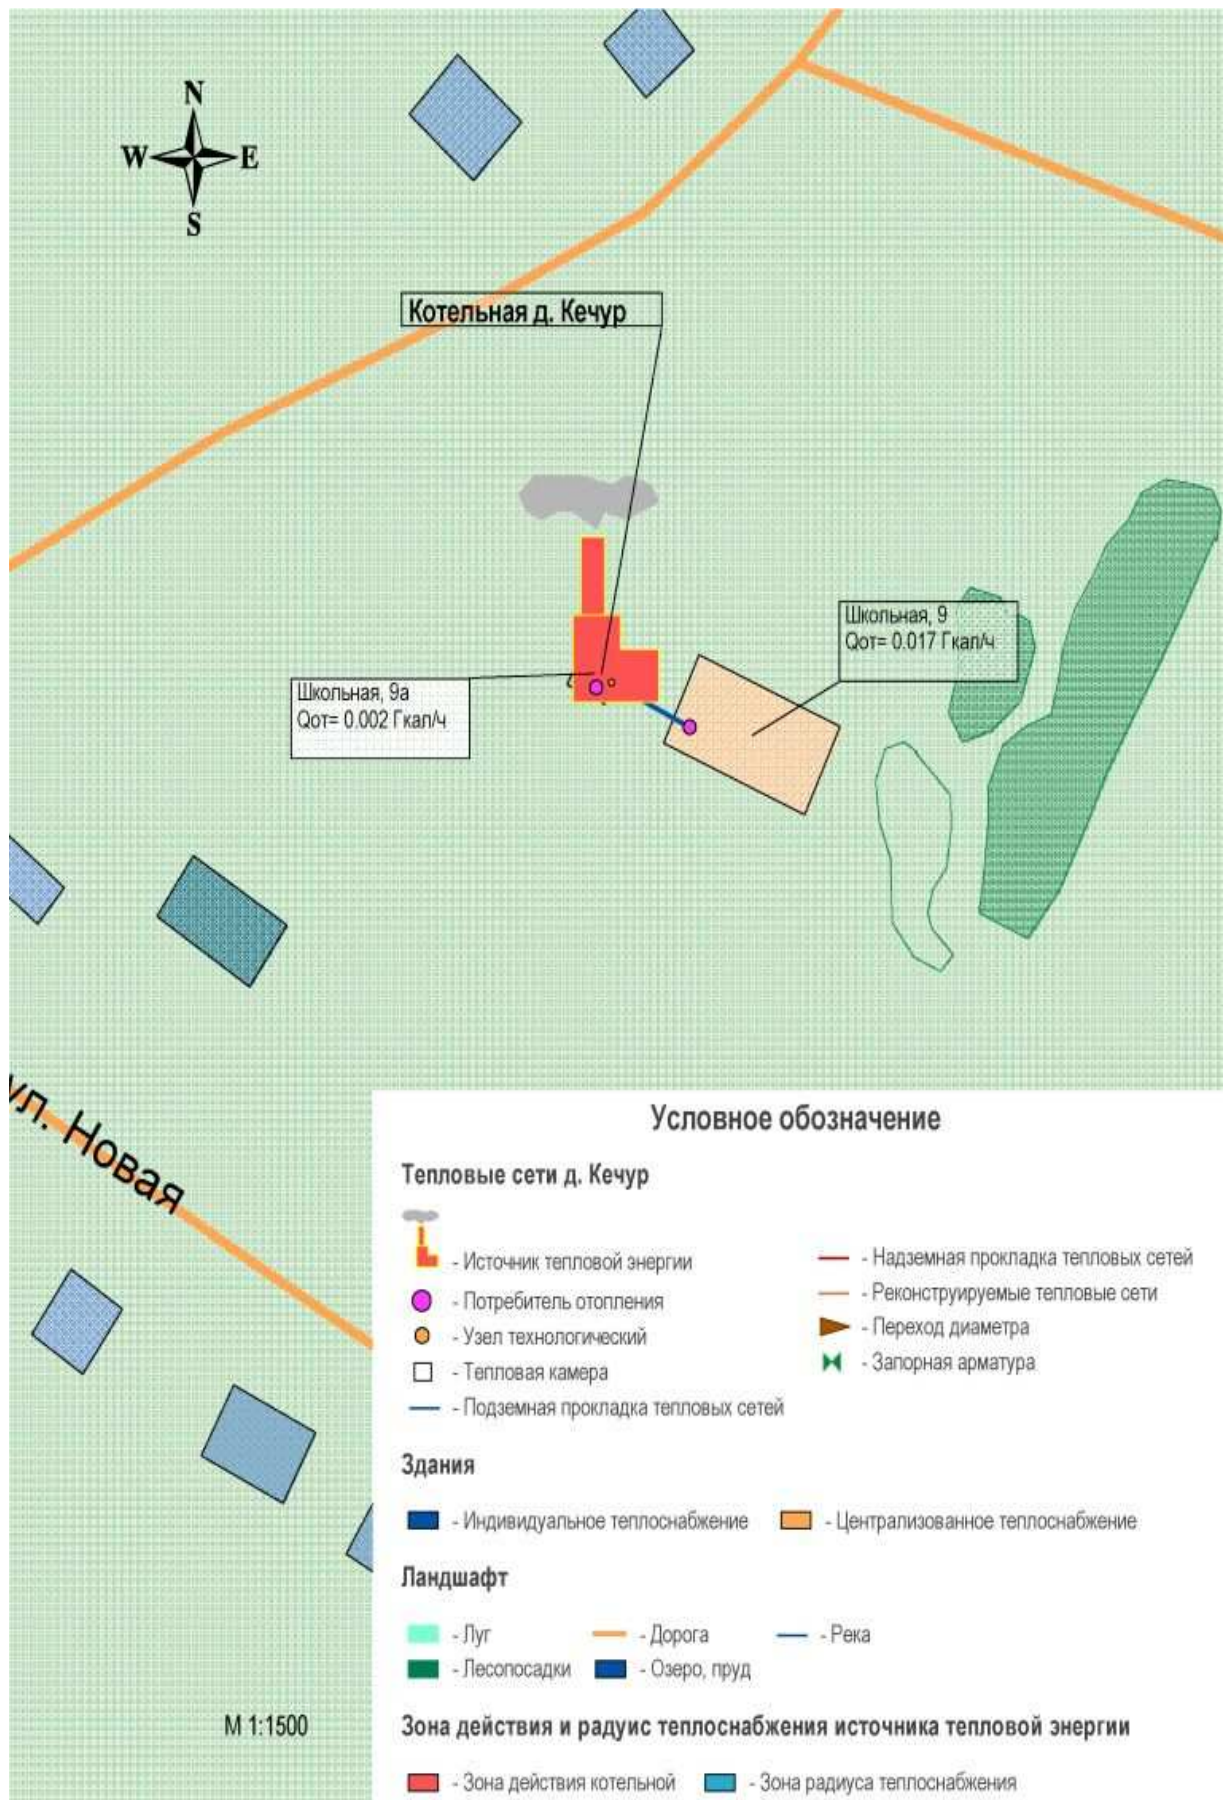 N
W E
S
Котельная д. Кечур
Школьная, 9
Qот= 0.017 Гкал/ч
Школьная, 9а
Qот= 0.002 Гкал/ч
ул. Новая
Условное обозначение
Тепловые сети д. Кечур
- Источник тепловой энергии
- Потребитель отопления
- Узел технологический
- Тепловая камера
- Подземная прокладка тепловых сетей
- Надземная прокладка тепловых сетей
- Реконструируемые тепловые сети
- Переход диаметра
- Запорная арматура
Здания
- Индивидуальное теплоснабжение
- Централизованное теплоснабжение
Ландшафт
- Луг
- Дорога
- Река
- Лесопосадки
- Озеро, пруд
М 1:1500
Зона действия и радуис теплоснабжения источника тепловой энергии
- Зона действия котельной
- Зона радиуса теплоснабжения